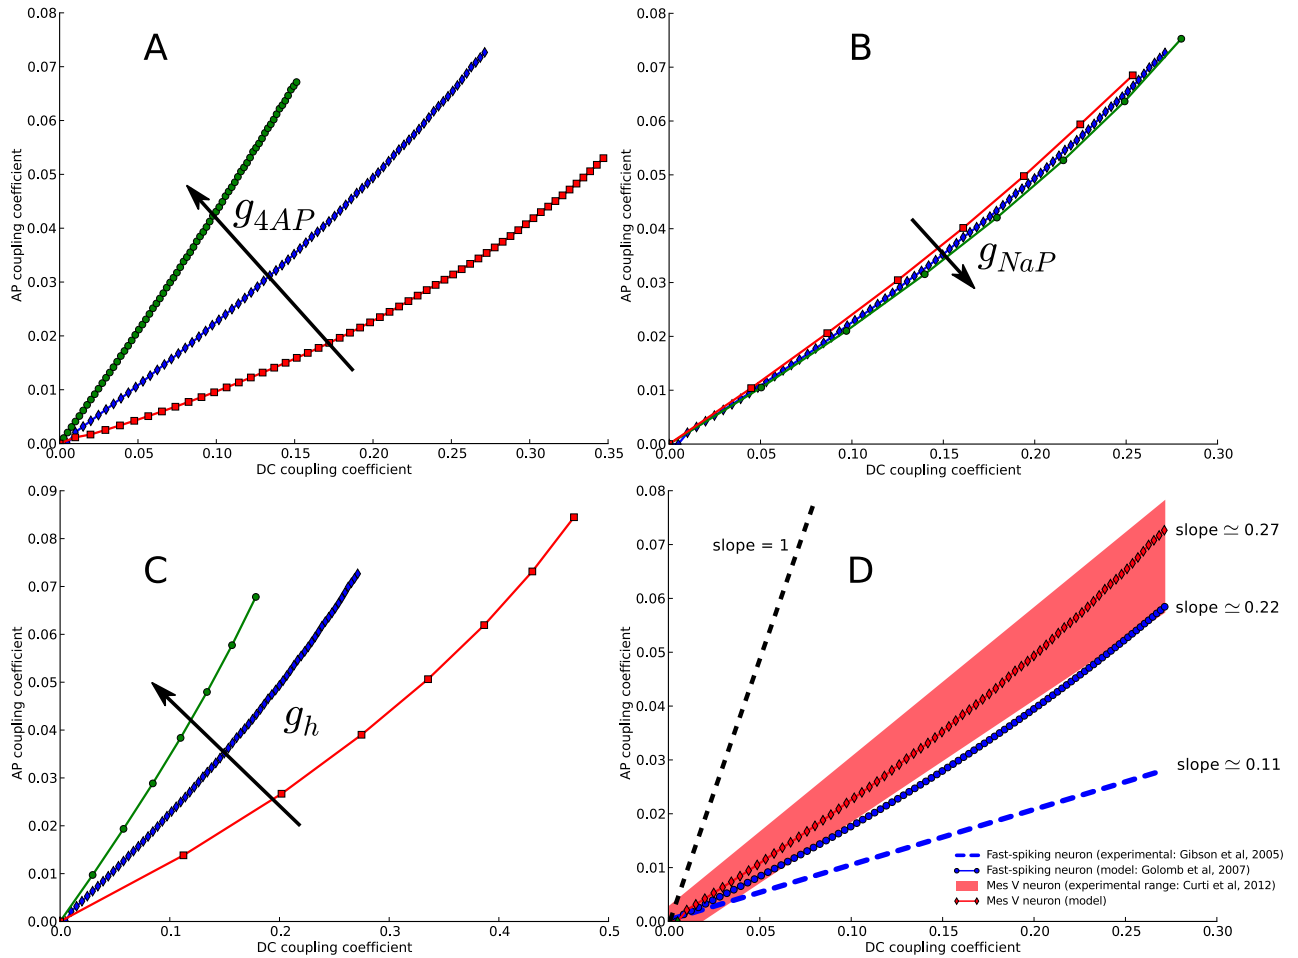 A
0.08
0.07
0.06
0.05
0.04
0.03
0.02
0.01
0.00
AP coupling coefficient
g4AP
0.00 0.05 0.10 0.15 0.20 0.25 0.30 0.35
DC coupling coefficient
B
0.08
0.07
0.06
0.05
0.04
0.03
0.02
0.01
0.00
AP coupling coefficient
gNaP
0.00 0.05 0.10 0.15 0.20 0.25 0.30
DC coupling coefficient
C
0.09
0.08
0.07
0.06
0.05
0.04
0.03
0.02
0.01
0.00
AP coupling coefficient
gh
0.0 0.1 0.2 0.3 0.4 0.5
DC coupling coefficient
D
0.08
0.07
0.06
0.05
0.04
0.03
0.02
0.01
0.00
AP coupling coefficient
slope = 1
slope ≃ 0.27
slope ≃ 0.22
slope ≃ 0.11
Fast-spiking neuron (experimental: Gibson et al, 2005)
Fast-spiking neuron (model: Golomb et al, 2007)
Mes V neuron (experimental range: Curti et al, 2012)
Mes V neuron (model)
0.00 0.05 0.10 0.15 0.20 0.25 0.30
DC coupling coefficient